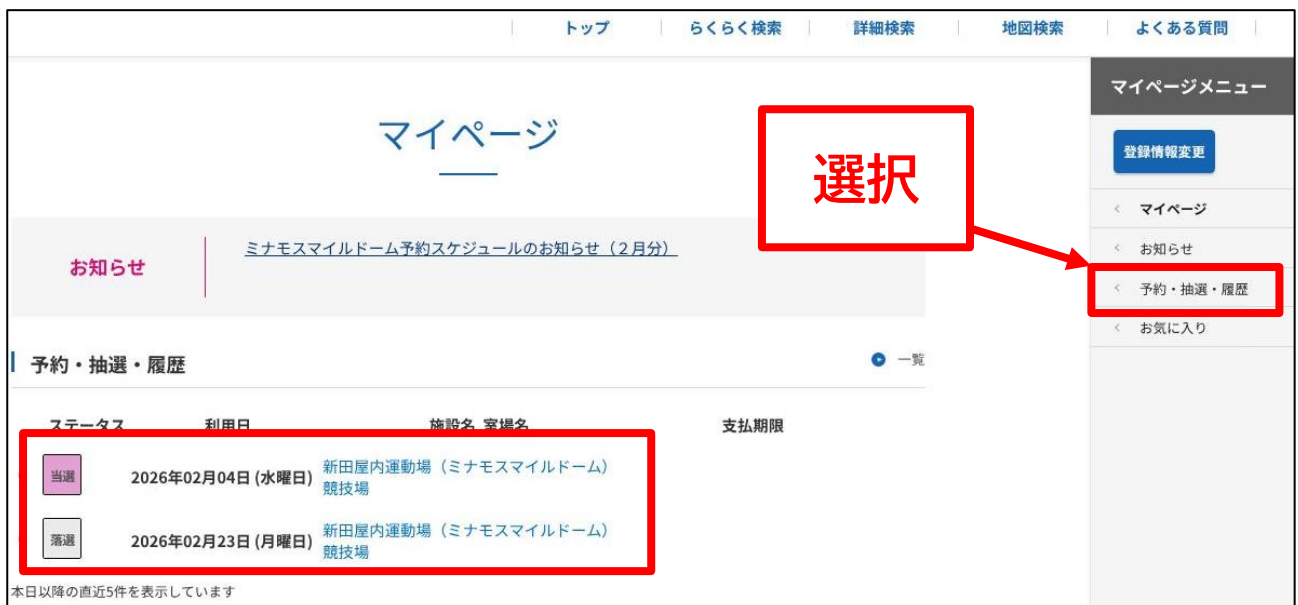 トップ らくらく検索 詳細検索 地図検索 よくある質問
マイページメニュー
マイページ
選択
登録情報変更
マイページ
お知らせ
ミナモスマイルドーム予約スケジュールのお知らせ（２月分）
お知らせ
予約・抽選・履歴
お気に入り
予約・抽選・履歴
一覧
ステータス 利用日 施設名 室場名 支払期限
当選 2026年02月04日 (水曜日) 新田屋内運動場（ミナモスマイルドーム）
競技場
落選 2026年02月23日 (月曜日) 新田屋内運動場（ミナモスマイルドーム）
競技場
本日以降の直近5件を表示しています